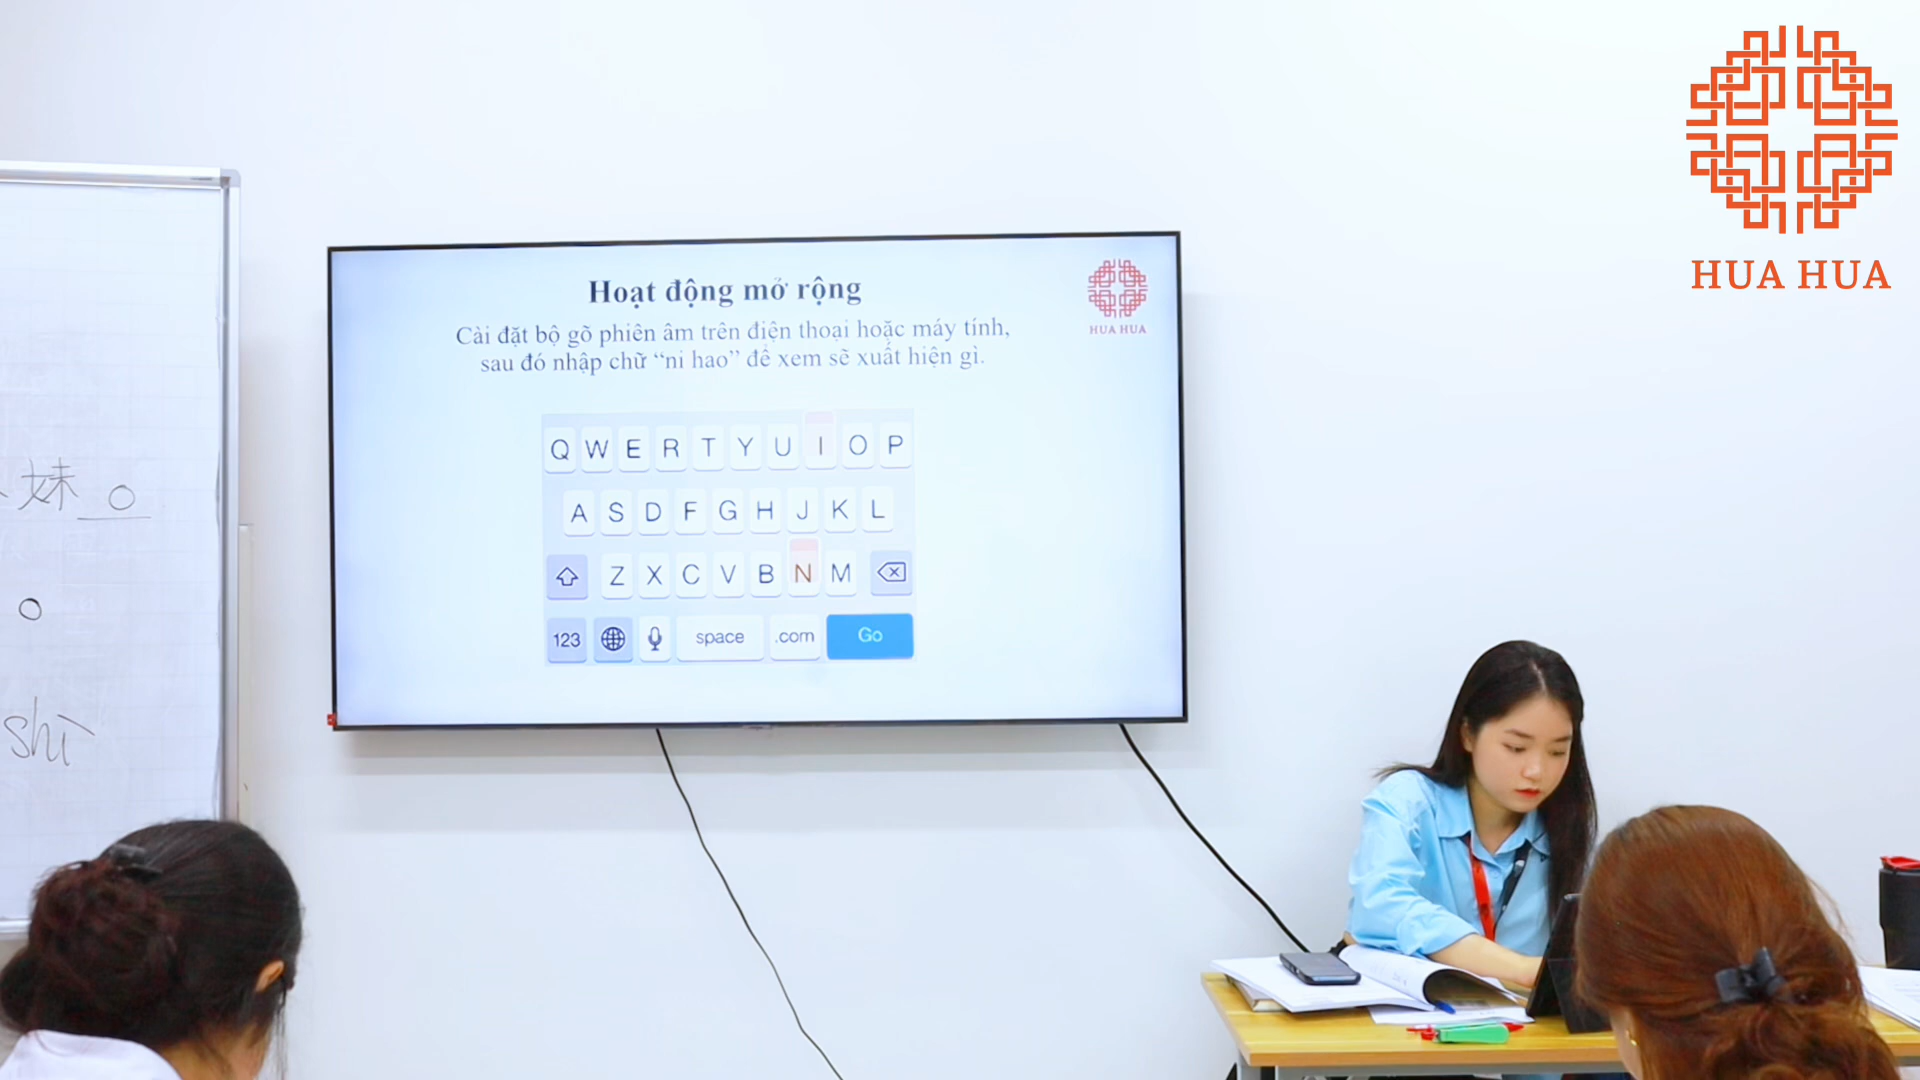 HUA HUA
Hoạt động mở rộng
HUA HUA
Cài đặt bộ gõ phiên âm trên điện thoại hoặc máy tính,
sau đó nhập chữ “ni hao” để xem sẽ xuất hiện gì.
Q W E R T Y U I O P
A S D F G H J K L
Z X C V B N M
123 space .com Go
妹 。
。
shì